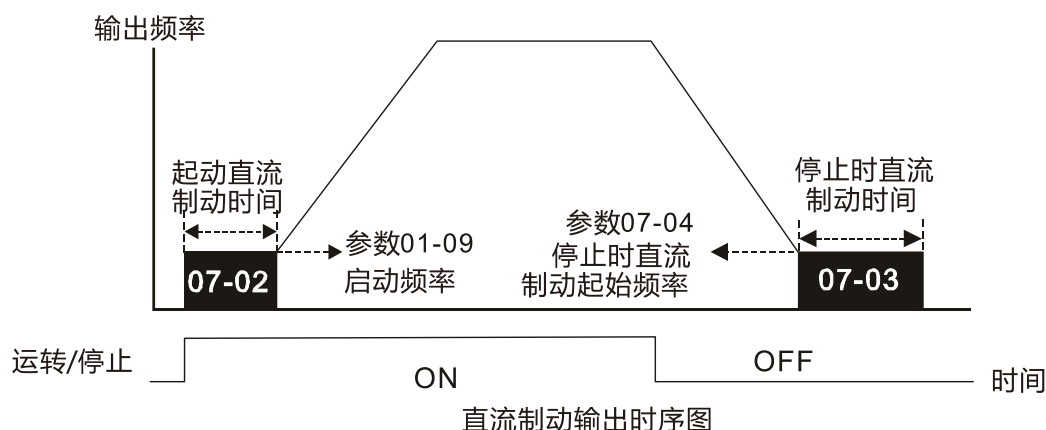 输出频率
起动直流
制动时间
07-02
参数01-09
启动频率
参数07-04
停止时直流
制动起始频率
停止时直流
制动时间
07-03
运转/停止
ON
OFF
时间
直流制动输出时序图